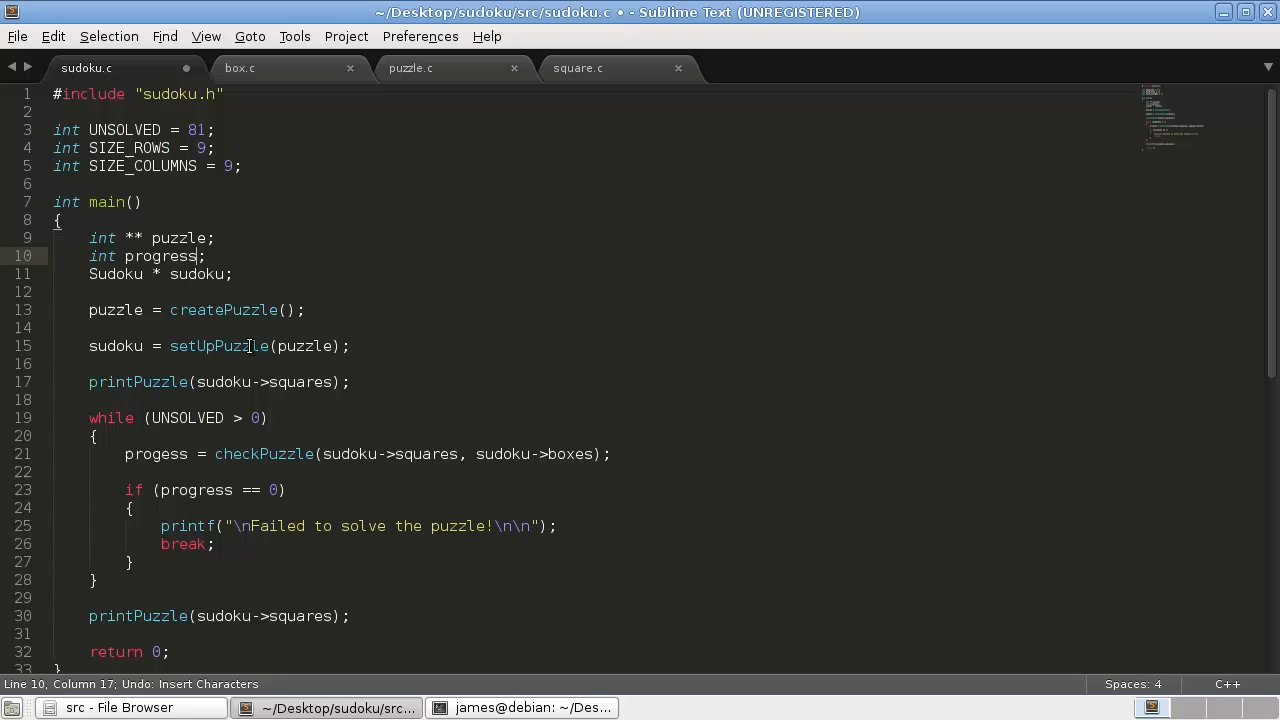 ~/Desktop/sudoku/src/sudoku.c • - Sublime Text (UNREGISTERED)
File Edit Selection Find View Goto Tools Project Preferences Help
sudoku.c box.c puzzle.c square.c
1 #include "sudoku.h"
2
3 int UNSOLVED = 81;
4 int SIZE_ROWS = 9;
5 int SIZE_COLUMNS = 9;
6
7 int main()
8 {
9 int ** puzzle;
10 int progress;
11 Sudoku * sudoku;
12
13 puzzle = createPuzzle();
14
15 sudoku = setUpPuzzle(puzzle);
16
17 printPuzzle(sudoku->squares);
18
19 while (UNSOLVED > 0)
20 {
21 progess = checkPuzzle(sudoku->squares, sudoku->boxes);
22
23 if (progress == 0)
24 {
25 printf("\nFailed to solve the puzzle!\n\n");
26 break;
27 }
28 }
29
30 printPuzzle(sudoku->squares);
31
32 return 0;
33 }
Line 10, Column 17; Undo: Insert Characters Spaces: 4 C++
src - File Browser ~/Desktop/sudoku/src... james@debian: ~/Des...